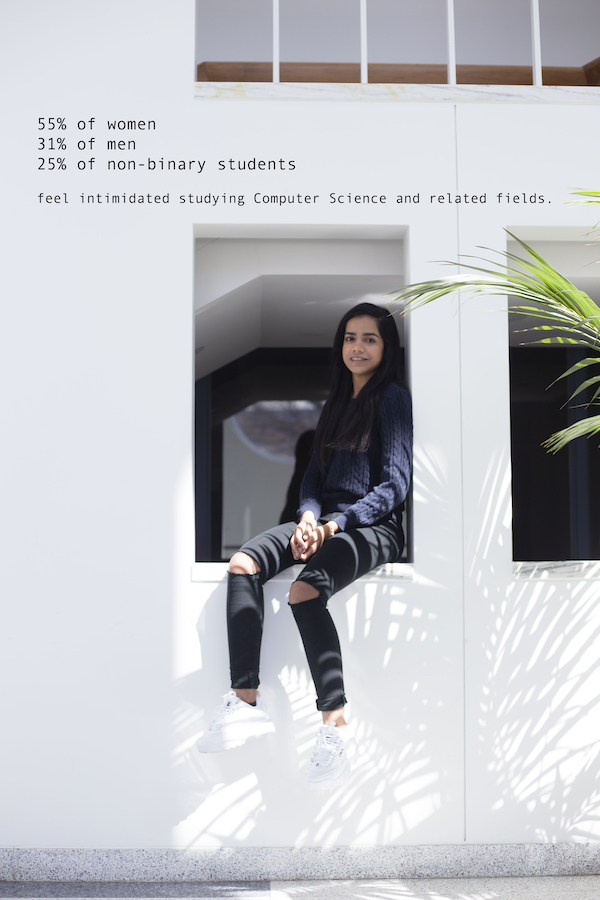 55% of women
31% of men
25% of non-binary students
feel intimidated studying Computer Science and related fields.